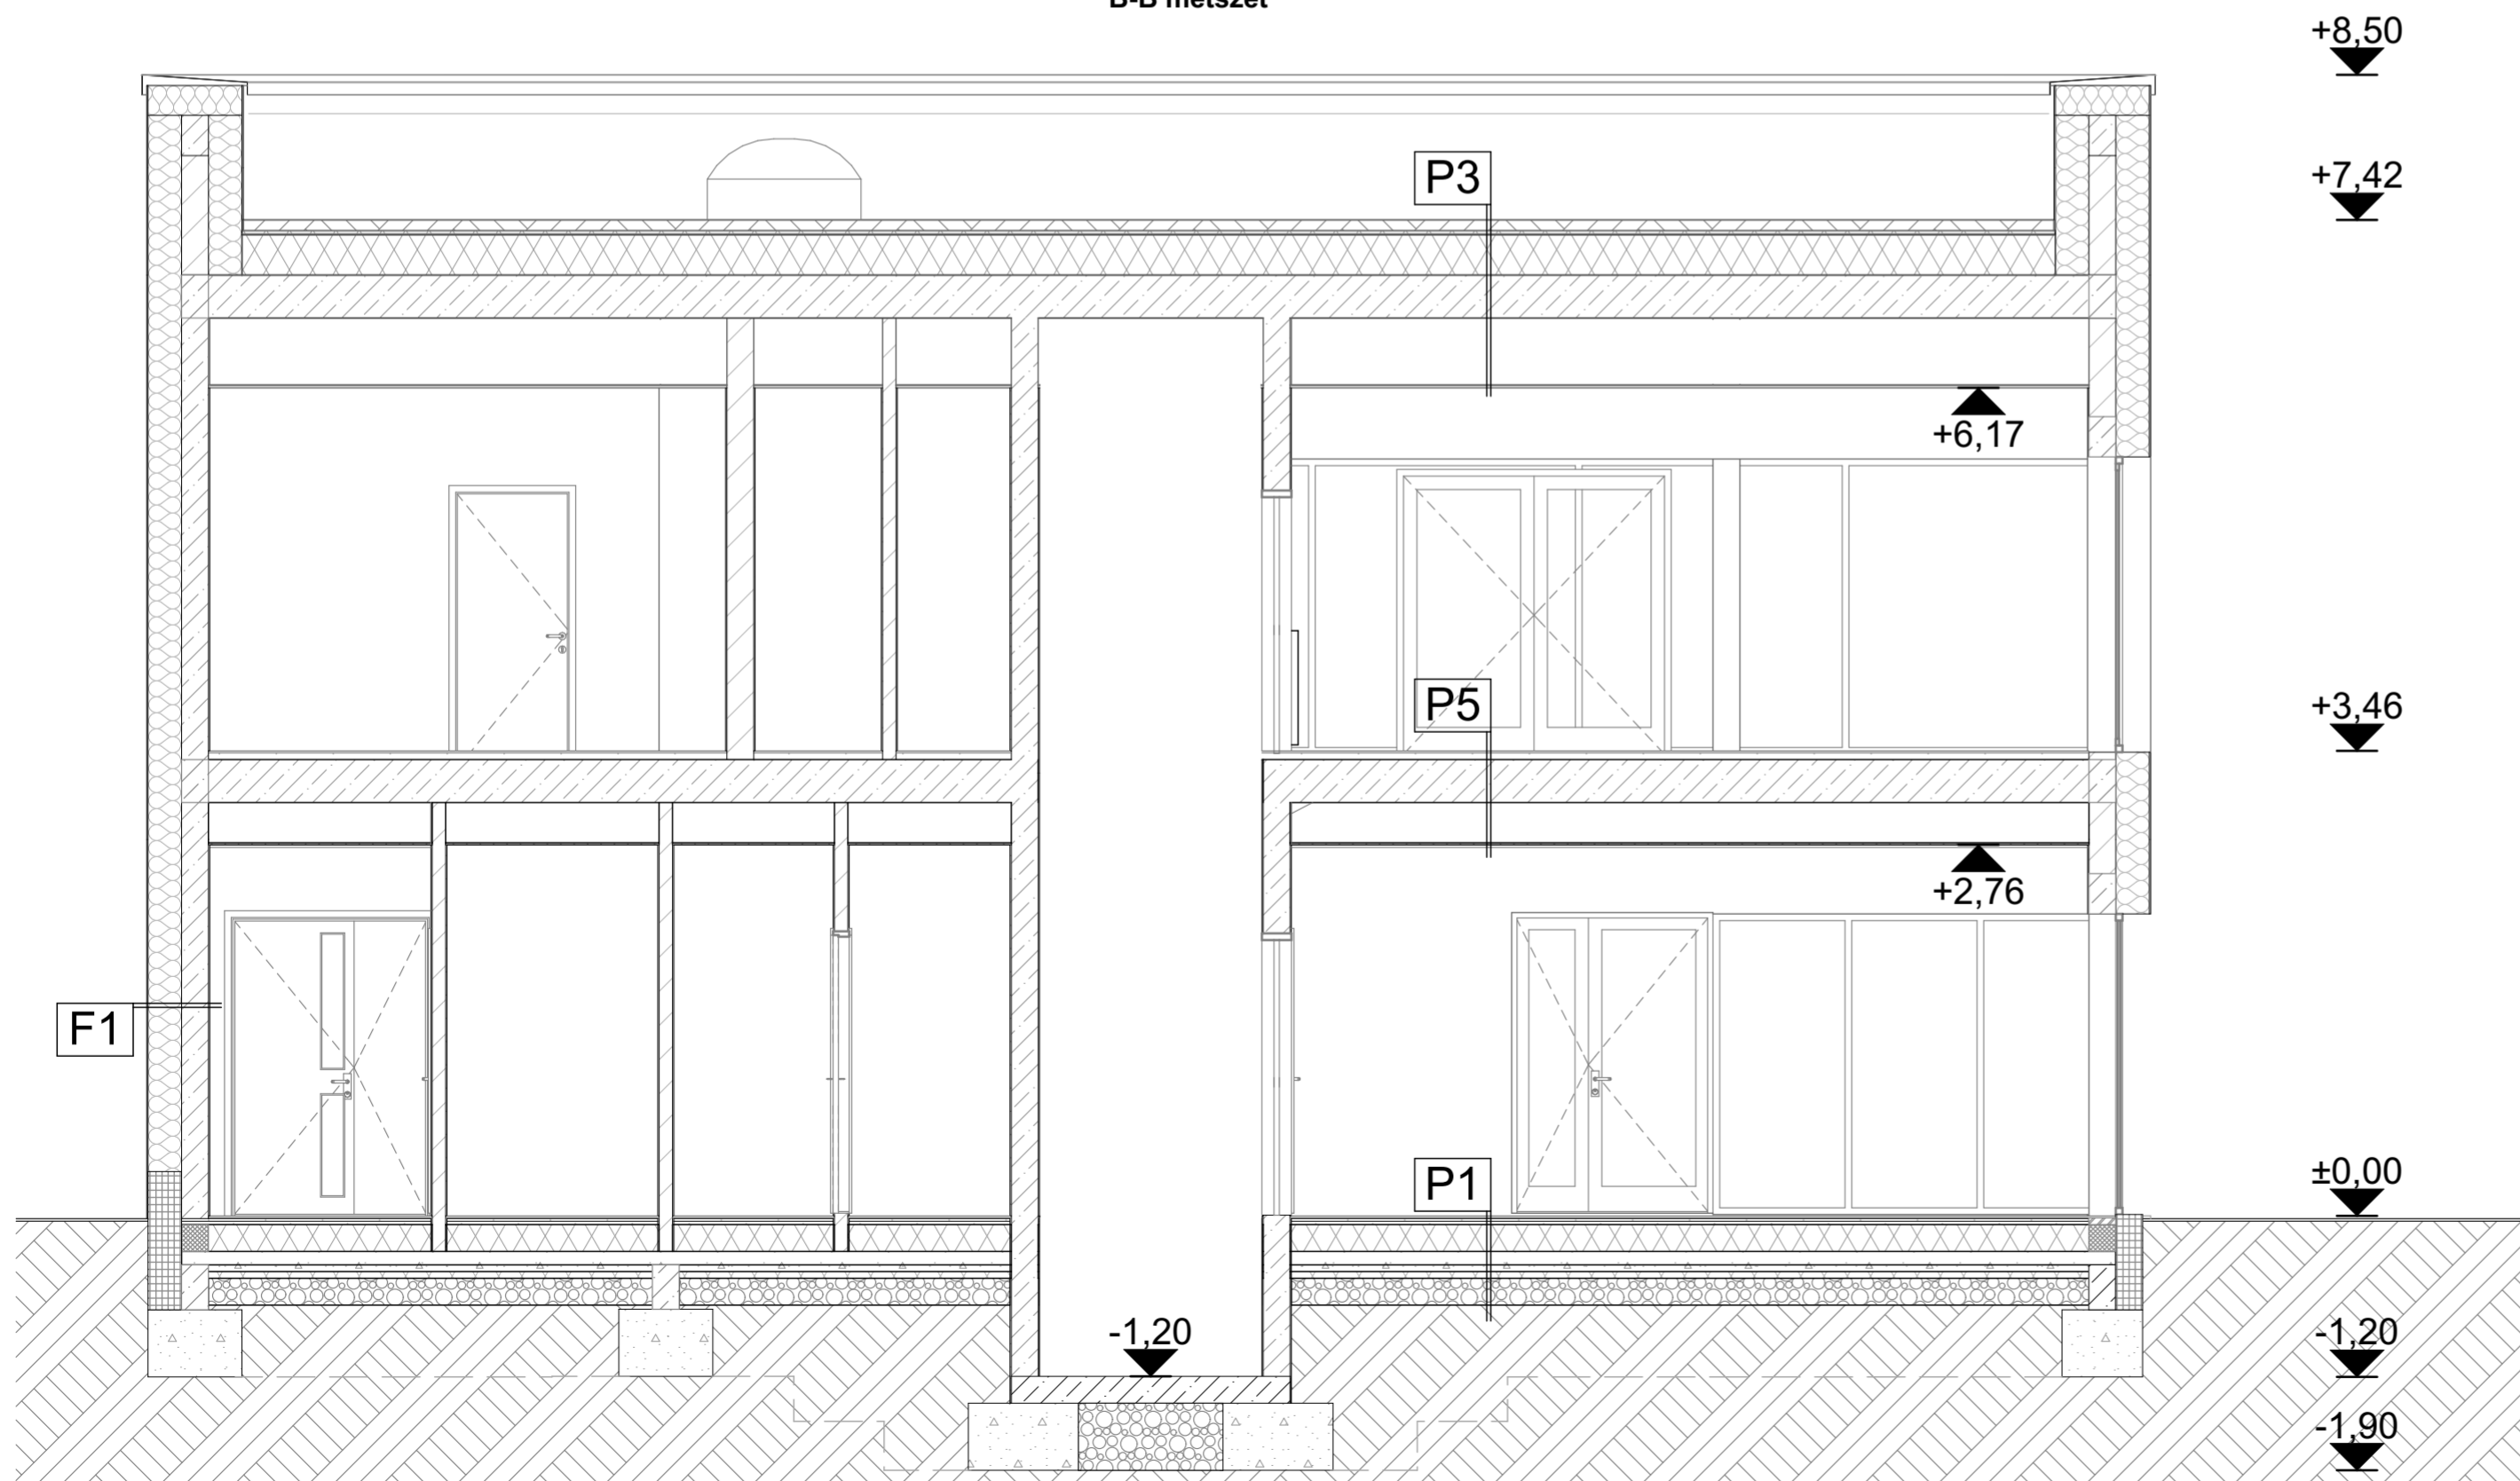 B-B metszet
+8,50
P3
+7,42
+6,17
P5
+3,46
+2,76
F1
P1
±0,00
-1,20
-1,20
-1,90